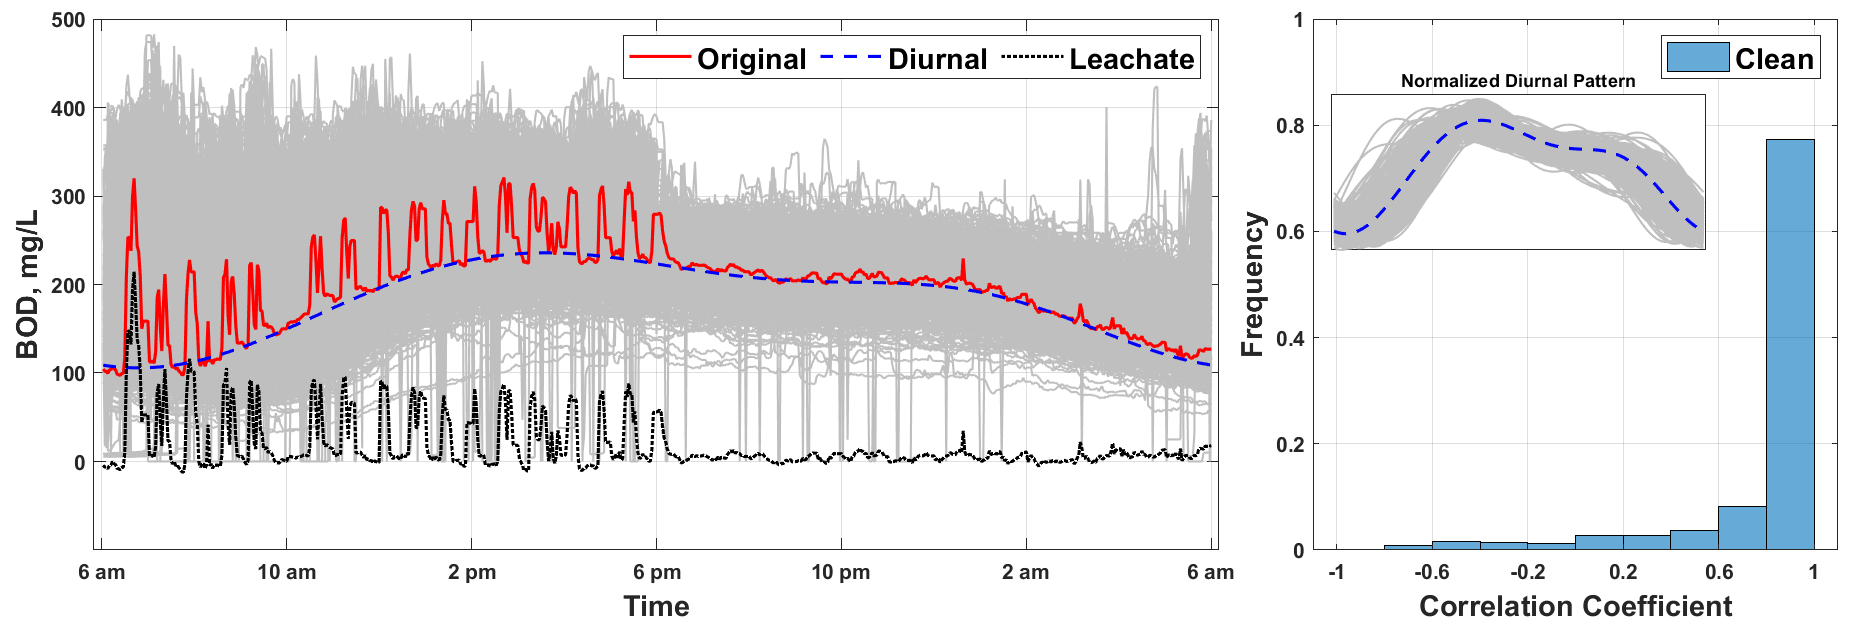 500
400
300
200
100
0
BOD, mg/L
Original
Diurnal
Leachate
6 am
10 am
2 pm
6 pm
10 pm
2 am
6 am
Time
1
0.8
0.6
0.4
0.2
0
Frequency
Clean
Normalized Diurnal Pattern
-1
-0.6
-0.2
0.2
0.6
1
Correlation Coefficient